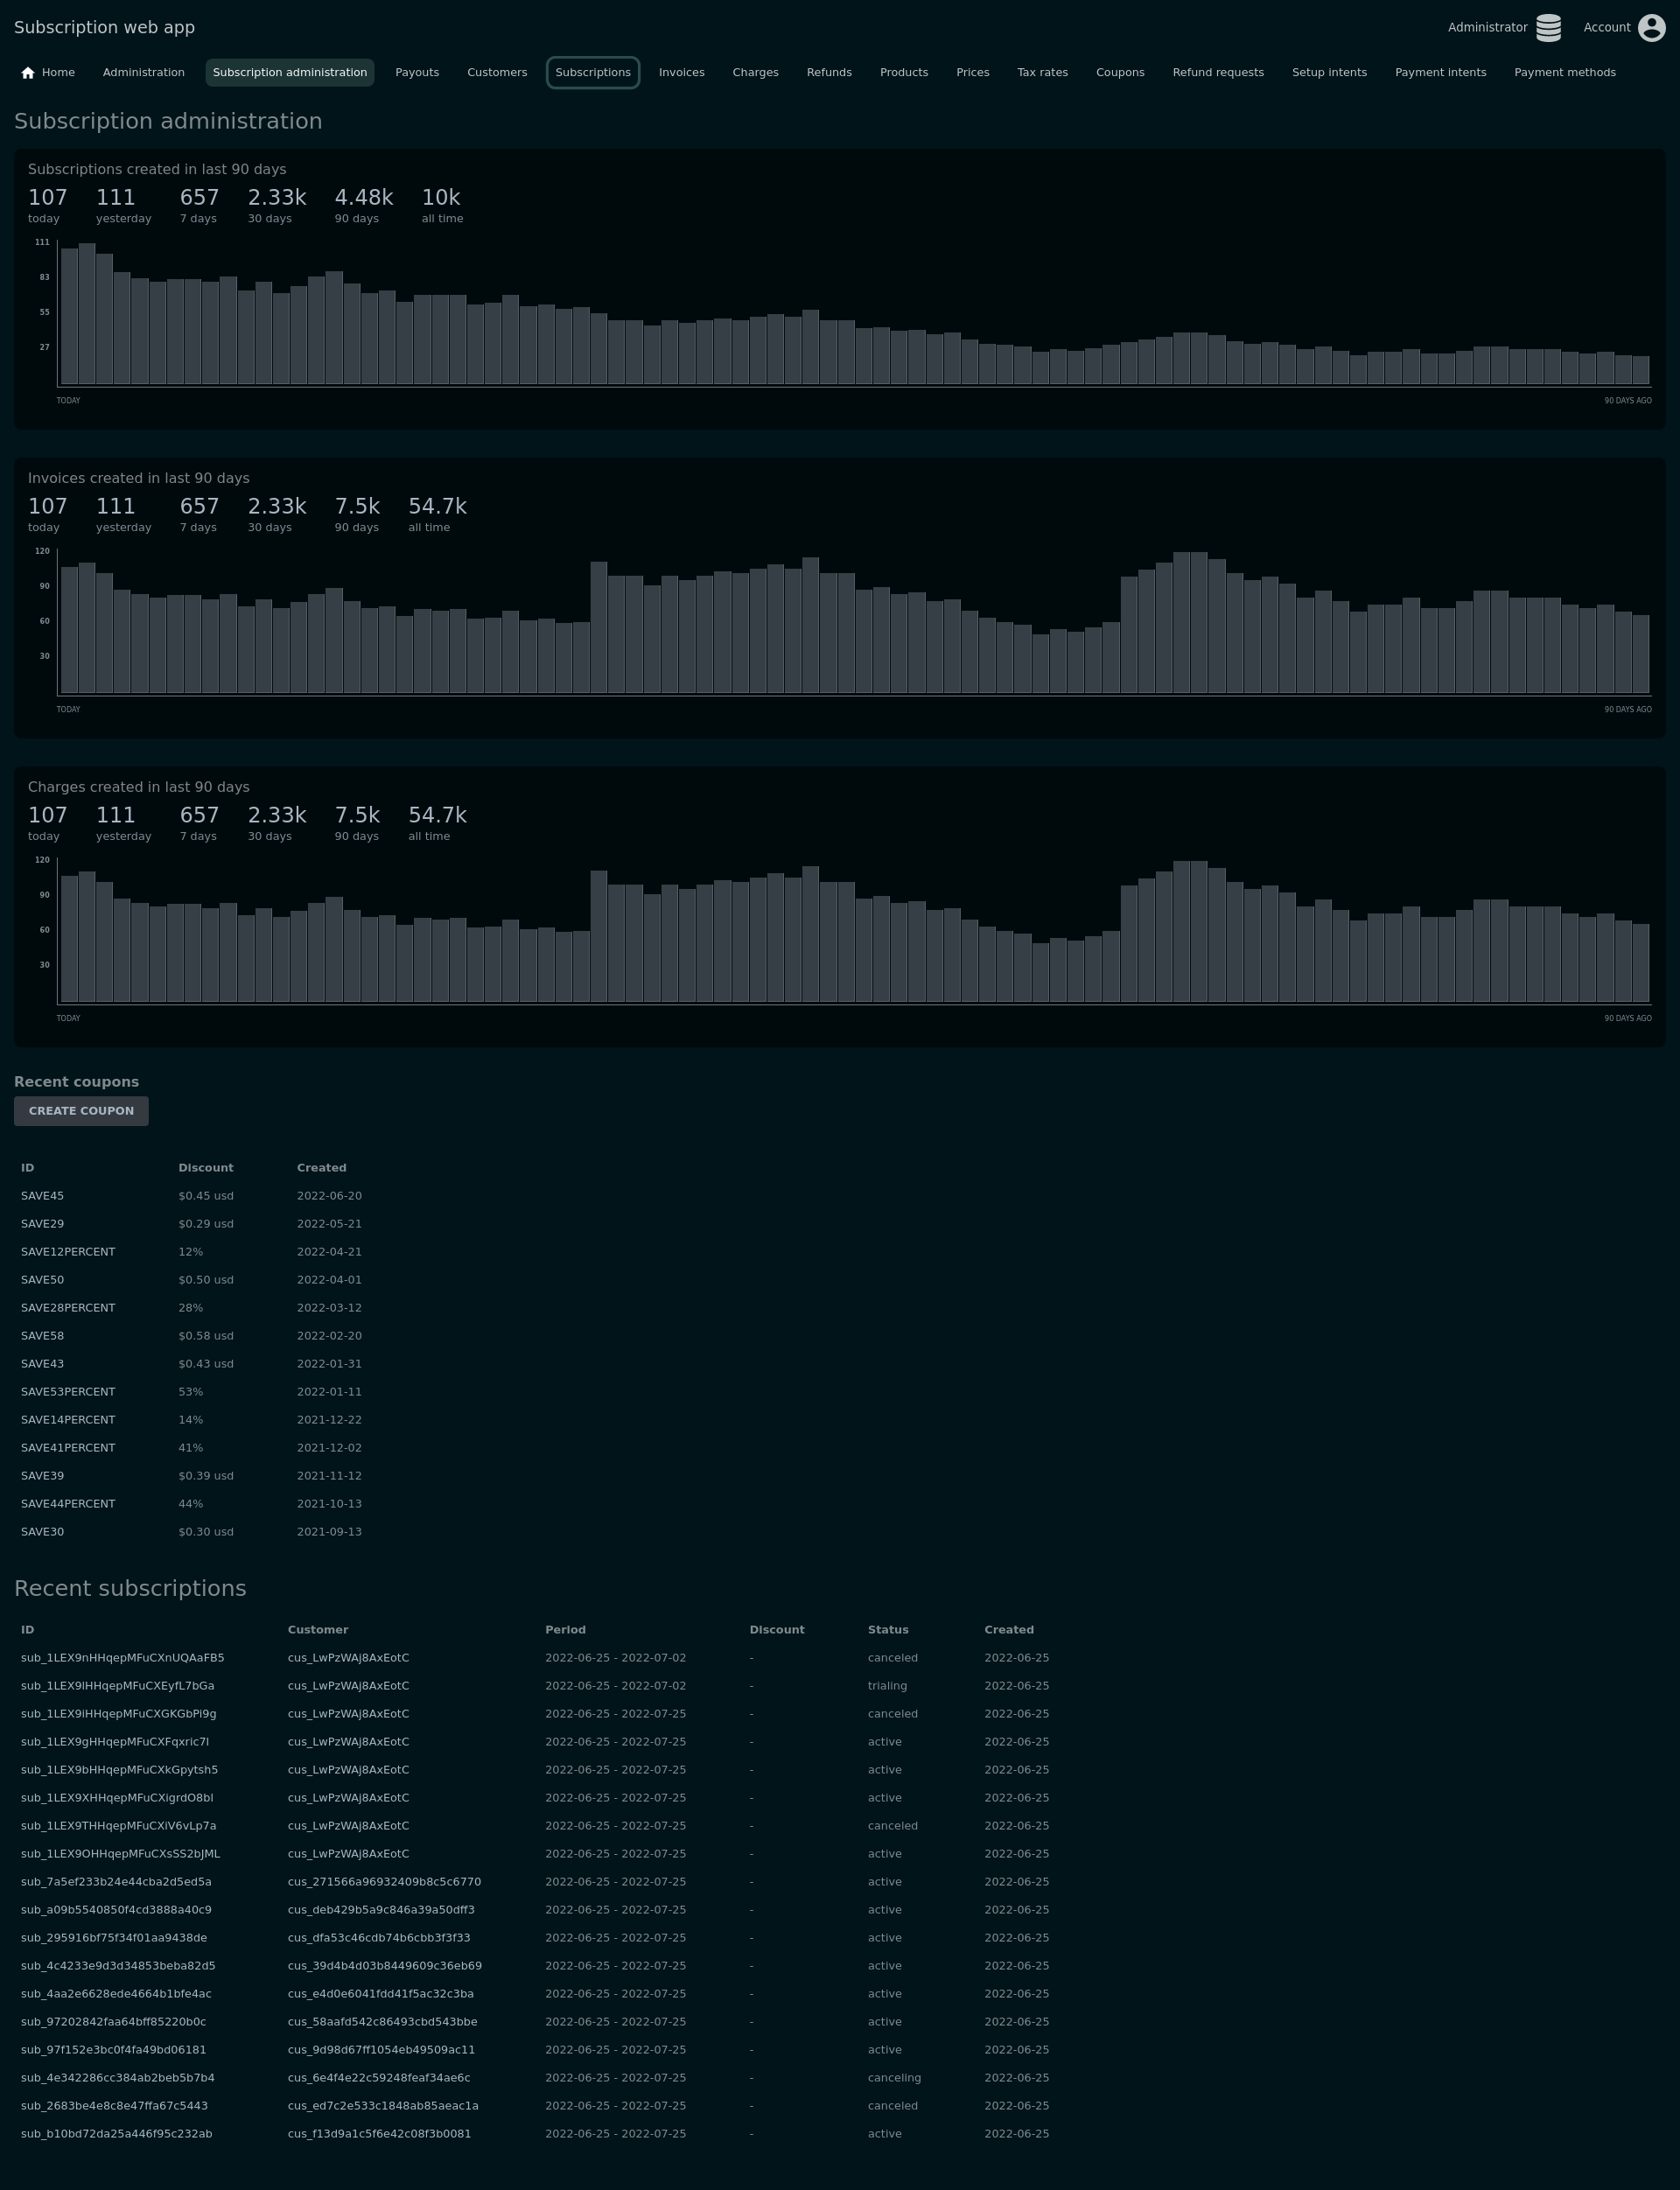 Subscription web app
Administrator Account
Home Administration Subscription administration Payouts Customers Subscriptions Invoices Charges Refunds Products Prices Tax rates Coupons Refund requests Setup intents Payment intents Payment methods
Subscription administration
Subscriptions created in last 90 days
107 111 657 2.33k 4.48k 10k
today yesterday 7 days 30 days 90 days all time
111
83
55
27
TODAY 90 DAYS AGO
Invoices created in last 90 days
107 111 657 2.33k 7.5k 54.7k
today yesterday 7 days 30 days 90 days all time
120
90
60
30
TODAY 90 DAYS AGO
Charges created in last 90 days
107 111 657 2.33k 7.5k 54.7k
today yesterday 7 days 30 days 90 days all time
120
90
60
30
TODAY 90 DAYS AGO
Recent coupons
CREATE COUPON
ID Discount Created
SAVE45 $0.45 usd 2022-06-20
SAVE29 $0.29 usd 2022-05-21
SAVE12PERCENT 12% 2022-04-21
SAVE50 $0.50 usd 2022-04-01
SAVE28PERCENT 28% 2022-03-12
SAVE58 $0.58 usd 2022-02-20
SAVE43 $0.43 usd 2022-01-31
SAVE53PERCENT 53% 2022-01-11
SAVE14PERCENT 14% 2021-12-22
SAVE41PERCENT 41% 2021-12-02
SAVE39 $0.39 usd 2021-11-12
SAVE44PERCENT 44% 2021-10-13
SAVE30 $0.30 usd 2021-09-13
Recent subscriptions
ID Customer Period Discount Status Created
sub_1LEX9nHHqepMFuCXnUQAaFB5 cus_LwPzWAj8AxEotC 2022-06-25 - 2022-07-02 - canceled 2022-06-25
sub_1LEX9lHHqepMFuCXEyfL7bGa cus_LwPzWAj8AxEotC 2022-06-25 - 2022-07-02 - trialing 2022-06-25
sub_1LEX9iHHqepMFuCXGKGbPi9g cus_LwPzWAj8AxEotC 2022-06-25 - 2022-07-25 - canceled 2022-06-25
sub_1LEX9gHHqepMFuCXFqxric7l cus_LwPzWAj8AxEotC 2022-06-25 - 2022-07-25 - active 2022-06-25
sub_1LEX9bHHqepMFuCXkGpytsh5 cus_LwPzWAj8AxEotC 2022-06-25 - 2022-07-25 - active 2022-06-25
sub_1LEX9XHHqepMFuCXigrdO8bI cus_LwPzWAj8AxEotC 2022-06-25 - 2022-07-25 - active 2022-06-25
sub_1LEX9THHqepMFuCXiV6vLp7a cus_LwPzWAj8AxEotC 2022-06-25 - 2022-07-25 - canceled 2022-06-25
sub_1LEX9OHHqepMFuCXsSS2bJML cus_LwPzWAj8AxEotC 2022-06-25 - 2022-07-25 - active 2022-06-25
sub_7a5ef233b24e44cba2d5ed5a cus_271566a96932409b8c5c6770 2022-06-25 - 2022-07-25 - active 2022-06-25
sub_a09b5540850f4cd3888a40c9 cus_deb429b5a9c846a39a50dff3 2022-06-25 - 2022-07-25 - active 2022-06-25
sub_295916bf75f34f01aa9438de cus_dfa53c46cdb74b6cbb3f3f33 2022-06-25 - 2022-07-25 - active 2022-06-25
sub_4c4233e9d3d34853beba82d5 cus_39d4b4d03b8449609c36eb69 2022-06-25 - 2022-07-25 - active 2022-06-25
sub_4aa2e6628ede4664b1bfe4ac cus_e4d0e6041fdd41f5ac32c3ba 2022-06-25 - 2022-07-25 - active 2022-06-25
sub_97202842faa64bff85220b0c cus_58aafd542c86493cbd543bbe 2022-06-25 - 2022-07-25 - active 2022-06-25
sub_97f152e3bc0f4fa49bd06181 cus_9d98d67ff1054eb49509ac11 2022-06-25 - 2022-07-25 - active 2022-06-25
sub_4e342286cc384ab2beb5b7b4 cus_6e4f4e22c59248feaf34ae6c 2022-06-25 - 2022-07-25 - canceling 2022-06-25
sub_2683be4e8c8e47ffa67c5443 cus_ed7c2e533c1848ab85aeac1a 2022-06-25 - 2022-07-25 - canceled 2022-06-25
sub_b10bd72da25a446f95c232ab cus_f13d9a1c5f6e42c08f3b0081 2022-06-25 - 2022-07-25 - active 2022-06-25